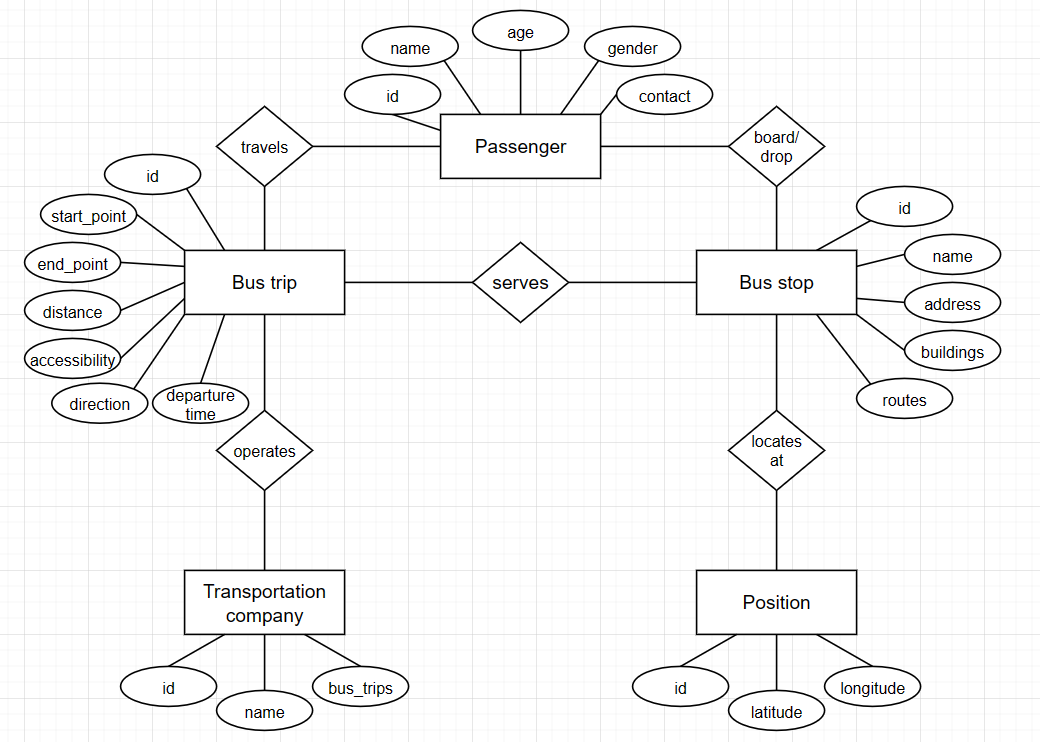 age
name
gender
id
contact
travels
Passenger
board/
drop
id
start_point
end_point
distance
accessibility
direction
departure
time
Bus trip
serves
Bus stop
id
name
address
buildings
routes
operates
locates
at
Transportation
company
Position
id
name
bus_trips
id
latitude
longitude